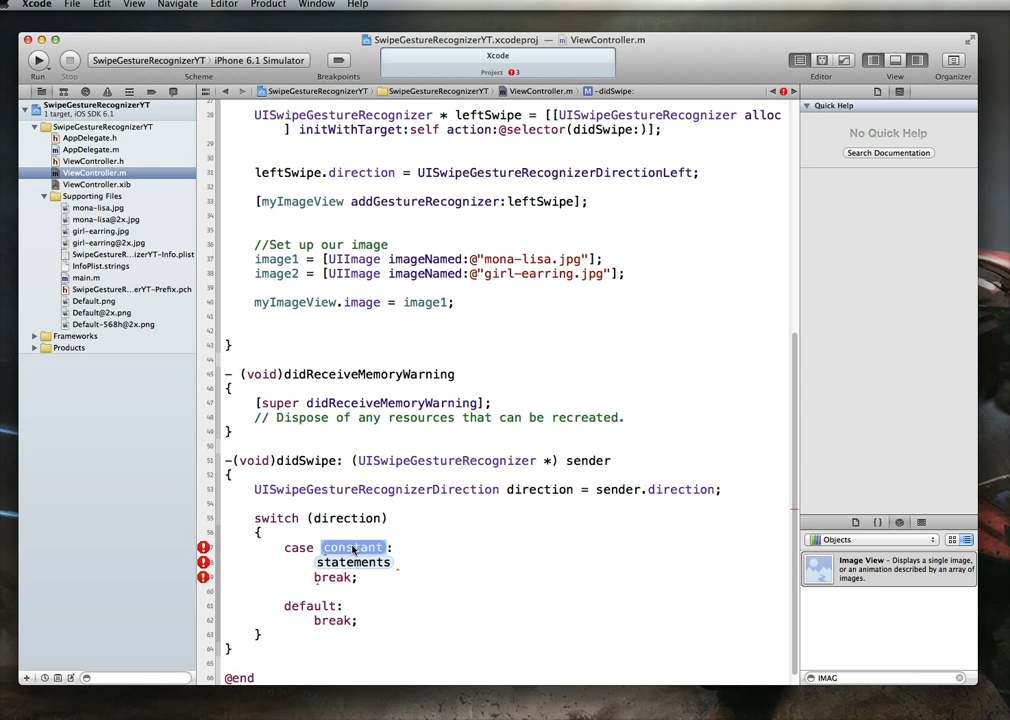 Xcode File Edit View Navigate Editor Product Window Help
SwipeGestureRecognizerYT.xcodeproj — ViewController.m
SwipeGestureRecognizerYT › iPhone 6.1 Simulator
Xcode
Project 3
Run Stop Scheme Breakpoints Editor View Organizer
SwipeGestureRecognizerYT
1 target, iOS SDK 6.1
SwipeGestureRecognizerYT
AppDelegate.h
AppDelegate.m
ViewController.h
ViewController.m
ViewController.xib
Supporting Files
mona-lisa.jpg
mona-lisa@2x.jpg
girl-earring.jpg
girl-earring@2x.jpg
SwipeGestureR...izerYT-Info.plist
InfoPlist.strings
main.m
SwipeGestureR...erYT-Prefix.pch
Default.png
Default@2x.png
Default-568h@2x.png
Frameworks
Products
SwipeGestureRecognizerYT SwipeGestureRecognizerYT ViewController.m M -didSwipe:
28 UISwipeGestureRecognizer * leftSwipe = [[UISwipeGestureRecognizer alloc
] initWithTarget:self action:@selector(didSwipe:)];
29
30
31 leftSwipe.direction = UISwipeGestureRecognizerDirectionLeft;
32
33 [myImageView addGestureRecognizer:leftSwipe];
34
35
36 //Set up our image
37 image1 = [UIImage imageNamed:@"mona-lisa.jpg"];
38 image2 = [UIImage imageNamed:@"girl-earring.jpg"];
39
40 myImageView.image = image1;
41
42
43 }
44
45 - (void)didReceiveMemoryWarning
46 {
47 [super didReceiveMemoryWarning];
48 // Dispose of any resources that can be recreated.
49 }
50
51 -(void)didSwipe: (UISwipeGestureRecognizer *) sender
52 {
53 UISwipeGestureRecognizerDirection direction = sender.direction;
54
55 switch (direction)
56 {
case constant:
statements
break;
60
61 default:
62 break;
63 }
64 }
65
66 @end
Quick Help
No Quick Help
Search Documentation
Objects
Image View – Displays a single image, or an animation described by an array of images.
IMAG